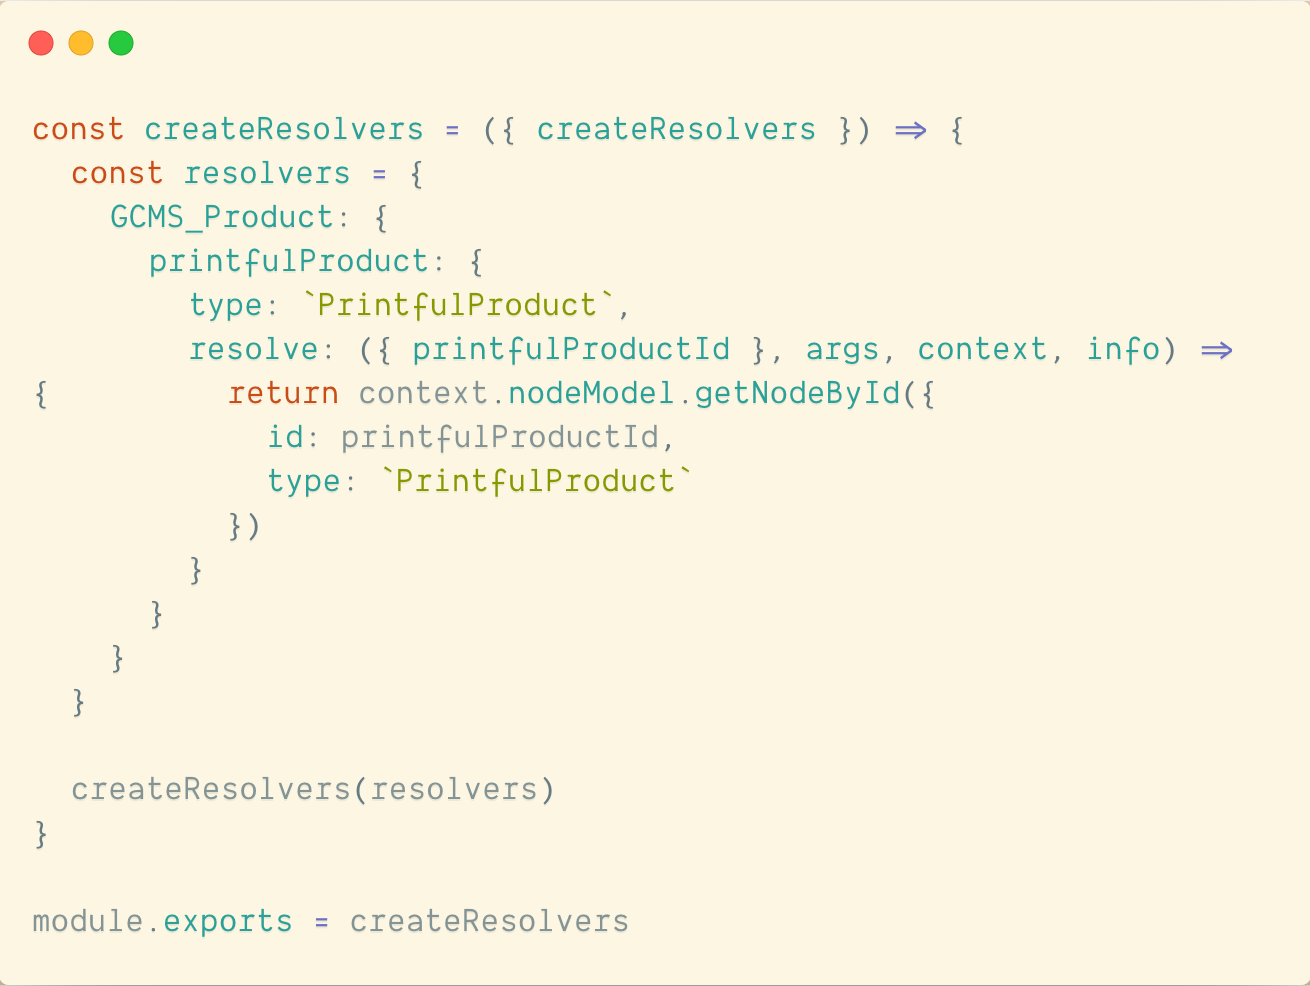 const createResolvers = ({ createResolvers }) => {
  const resolvers = {
    GCMS_Product: {
      printfulProduct: {
        type: `PrintfulProduct`,
        resolve: ({ printfulProductId }, args, context, info) =>
{         return context.nodeModel.getNodeById({
            id: printfulProductId,
            type: `PrintfulProduct`
          })
        }
      }
    }
  }

  createResolvers(resolvers)
}

module.exports = createResolvers